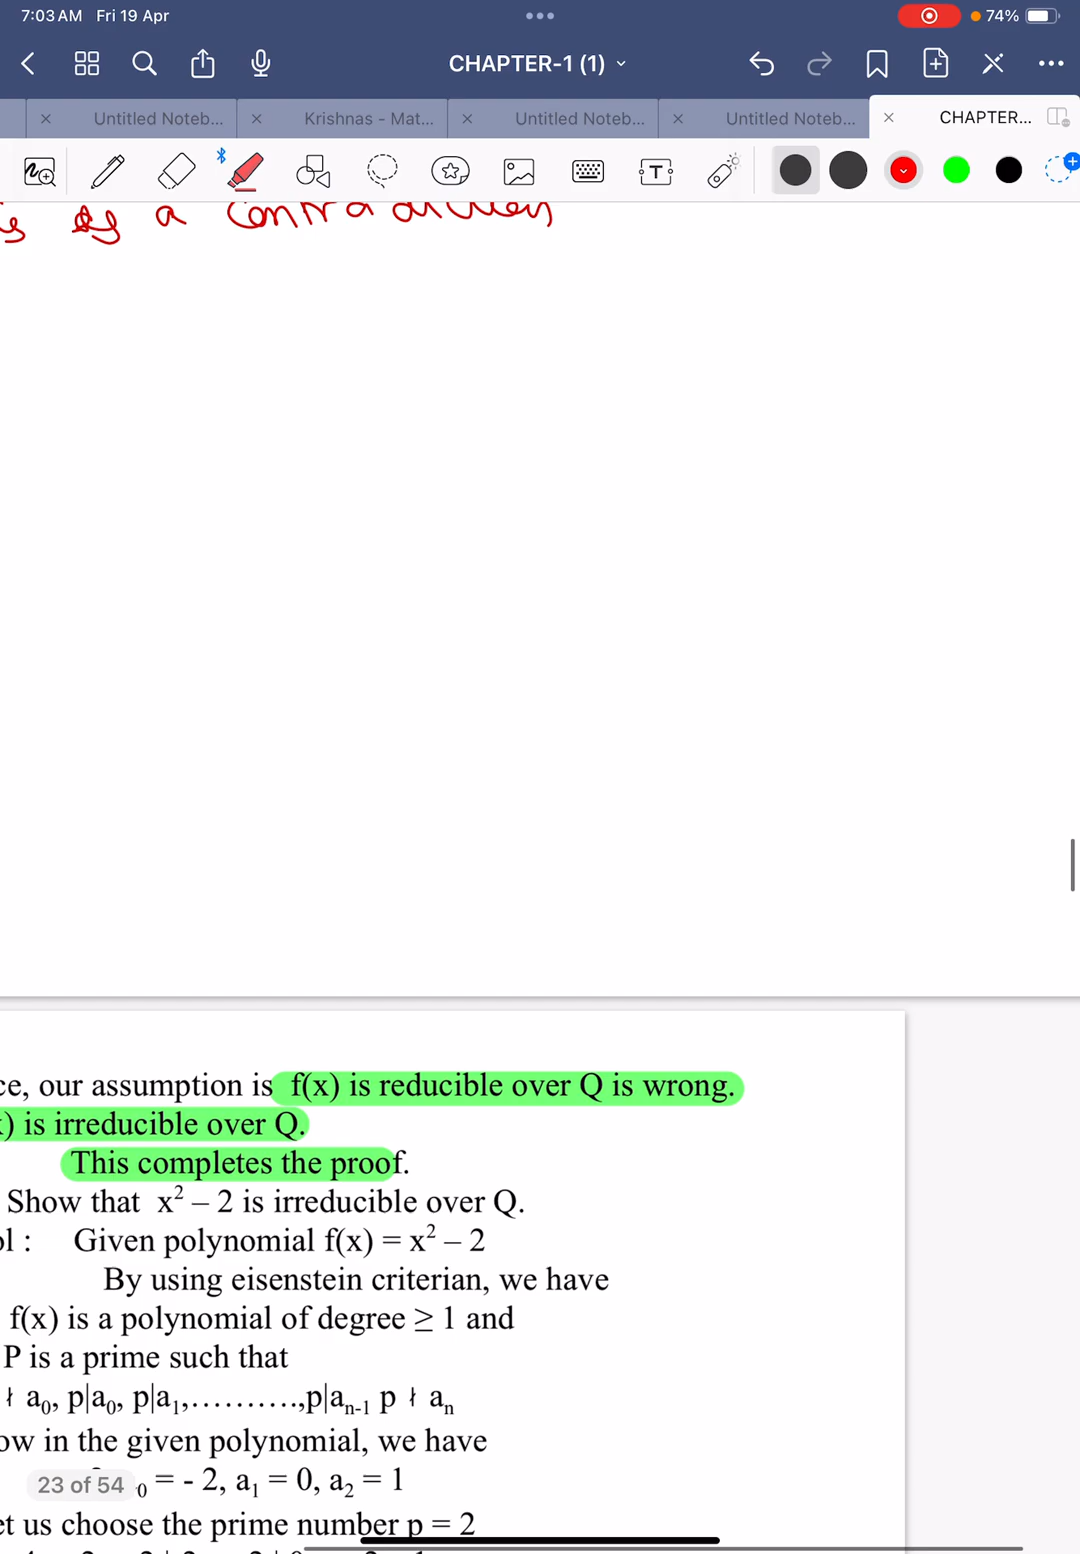 7:03 AM Fri 19 Apr
74%
CHAPTER-1 (1)
Untitled Noteb...
Krishnas - Mat...
Untitled Noteb...
Untitled Noteb...
CHAPTER...
T
is a contradiction
ce, our assumption is f(x) is reducible over Q is wrong.
) is irreducible over Q.
This completes the proof.
Show that x² – 2 is irreducible over Q.
ol : Given polynomial f(x) = x² – 2
By using eisenstein criterian, we have
f(x) is a polynomial of degree ≥ 1 and
P is a prime such that
∤ a₀, p|a₀, p|a₁,..........,p|aₙ₋₁ p ∤ aₙ
ow in the given polynomial, we have
23 of 54 ₀ = - 2, a₁ = 0, a₂ = 1
et us choose the prime number p = 2